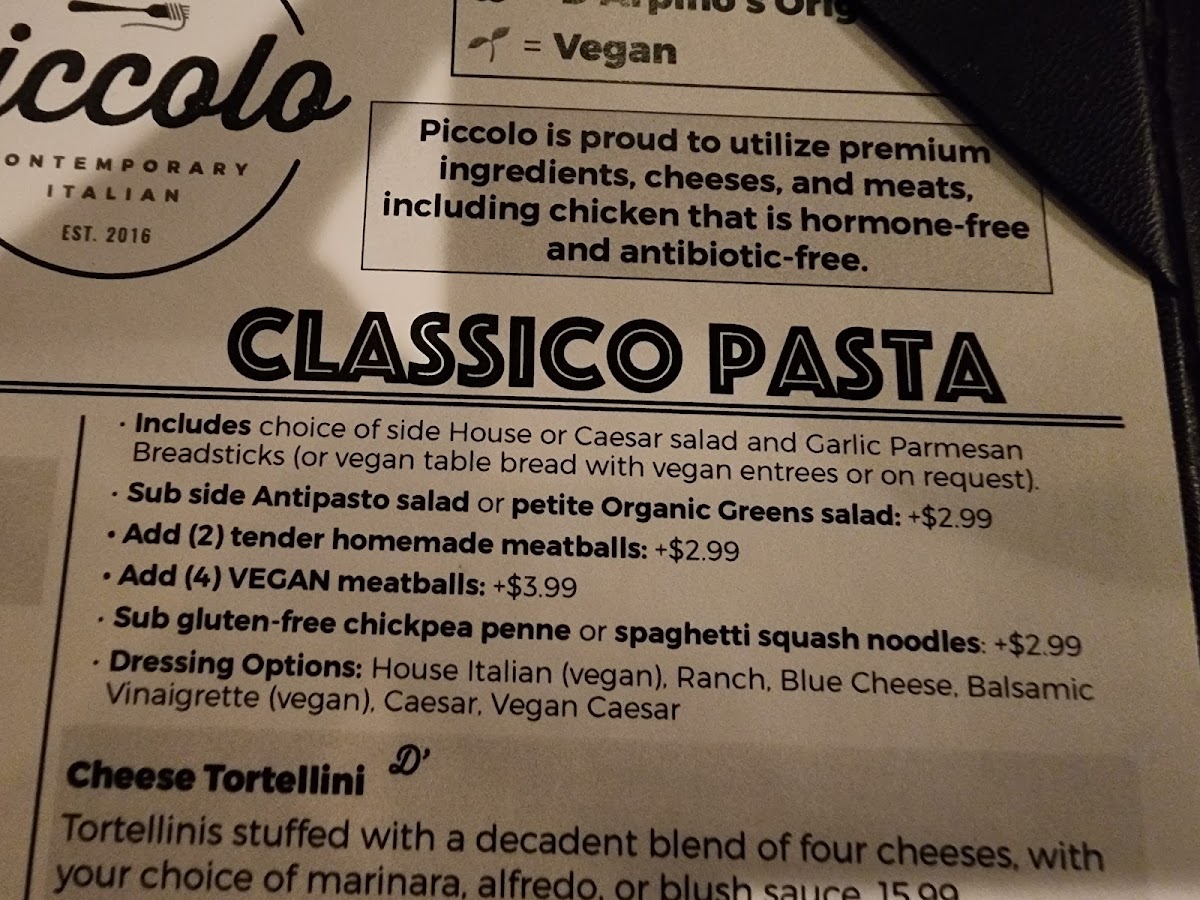 iccolo
ONTEMPORARY
ITALIAN
EST. 2016
D'Arpino's Orig
= Vegan
Piccolo is proud to utilize premium
ingredients, cheeses, and meats,
including chicken that is hormone-free
and antibiotic-free.
CLASSICO PASTA
• Includes choice of side House or Caesar salad and Garlic Parmesan
Breadsticks (or vegan table bread with vegan entrees or on request).
• Sub side Antipasto salad or petite Organic Greens salad: +$2.99
• Add (2) tender homemade meatballs: +$2.99
• Add (4) VEGAN meatballs: +$3.99
• Sub gluten-free chickpea penne or spaghetti squash noodles: +$2.99
• Dressing Options: House Italian (vegan), Ranch, Blue Cheese, Balsamic
Vinaigrette (vegan), Caesar, Vegan Caesar
Cheese Tortellini D'
Tortellinis stuffed with a decadent blend of four cheeses, with
your choice of marinara, alfredo, or blush sauce 15.99